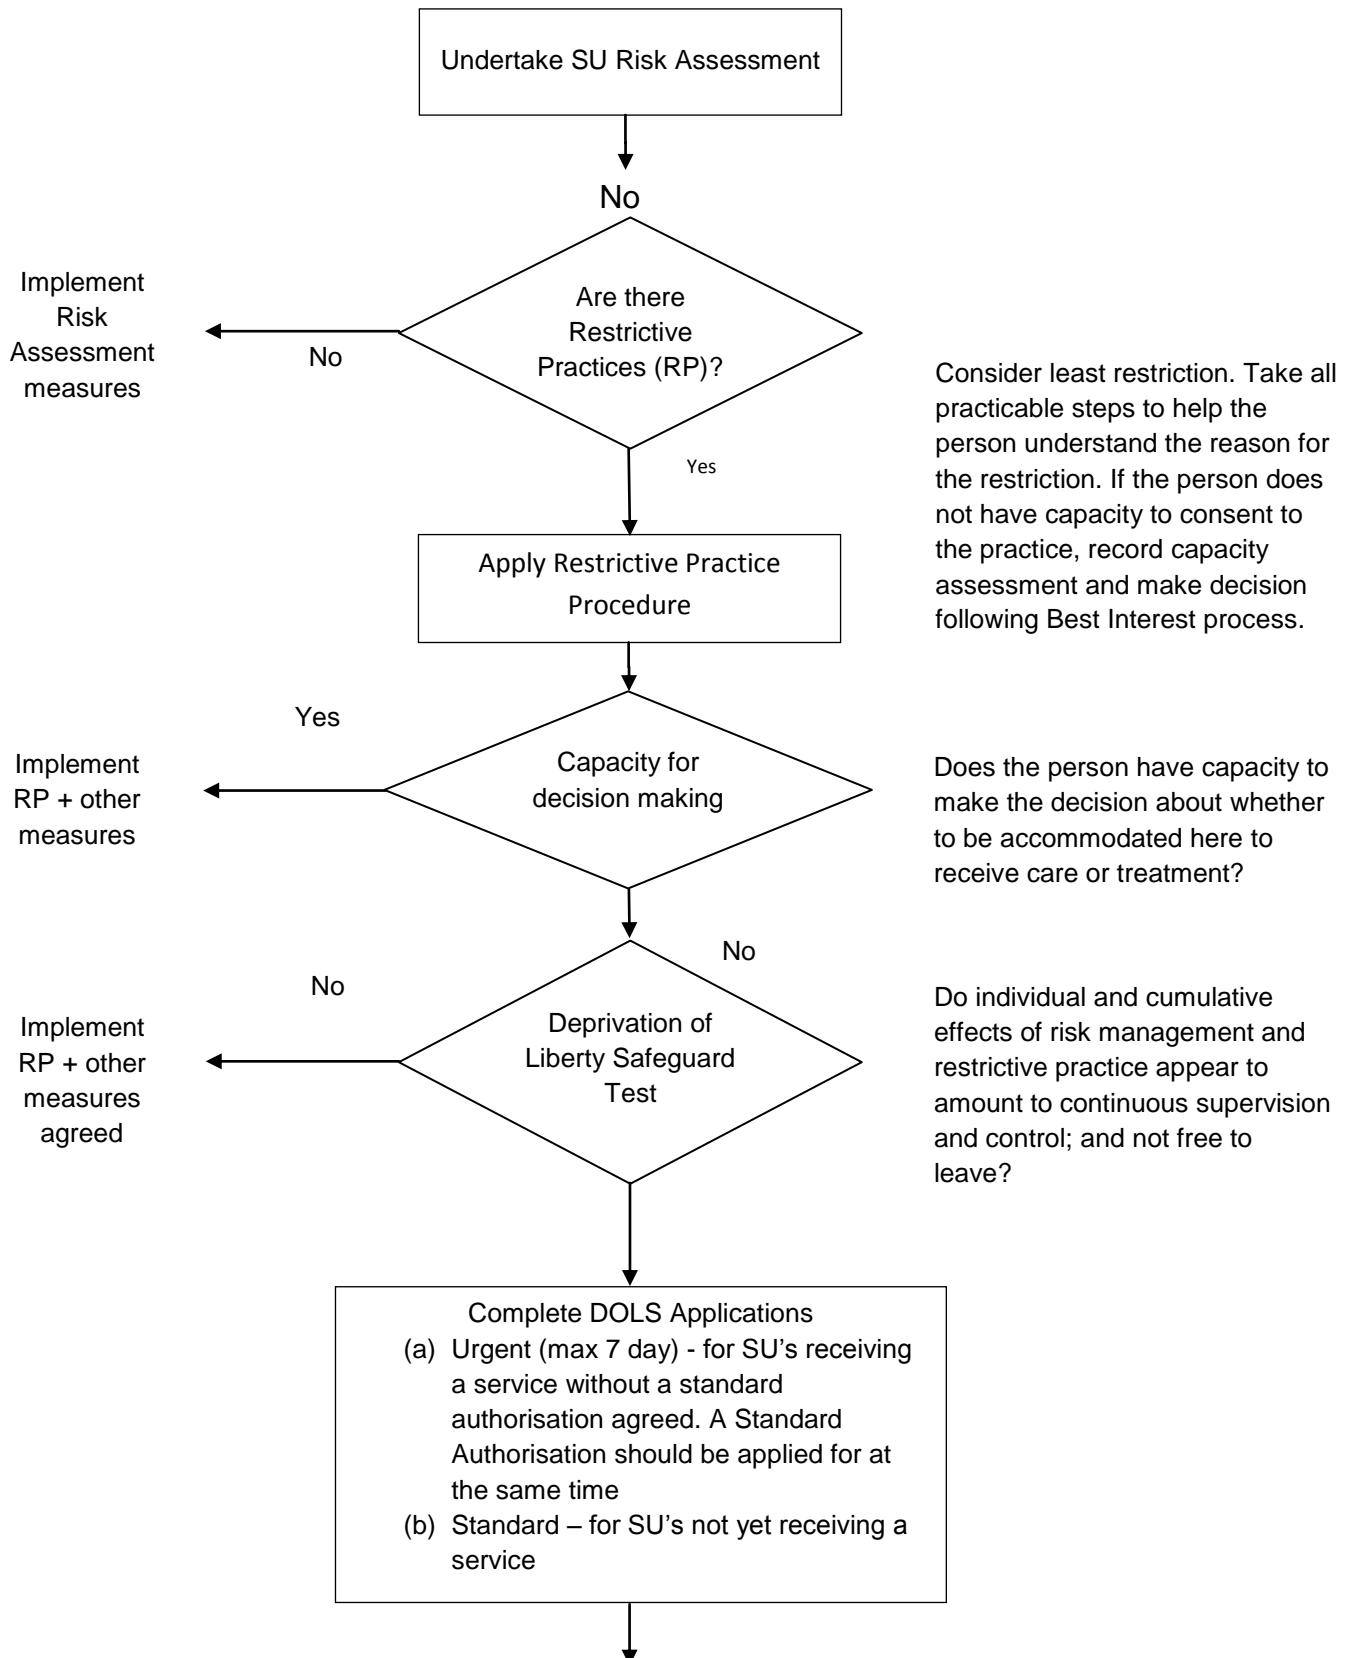 Undertake SU Risk Assessment
No
Implement
Risk
Assessment
measures
No
Are there
Restrictive
Practices (RP)?
Yes
Consider least restriction. Take all
practicable steps to help the
person understand the reason for
the restriction. If the person does
not have capacity to consent to
the practice, record capacity
assessment and make decision
following Best Interest process.
Apply Restrictive Practice
Procedure
Yes
Implement
RP + other
measures
Capacity for
decision making
Does the person have capacity to
make the decision about whether
to be accommodated here to
receive care or treatment?
No
No
Implement
RP + other
measures
agreed
Deprivation of
Liberty Safeguard
Test
Do individual and cumulative
effects of risk management and
restrictive practice appear to
amount to continuous supervision
and control; and not free to
leave?
Complete DOLS Applications
(a) Urgent (max 7 day) - for SU’s receiving
a service without a standard
authorisation agreed. A Standard
Authorisation should be applied for at
the same time
(b) Standard – for SU’s not yet receiving a
service